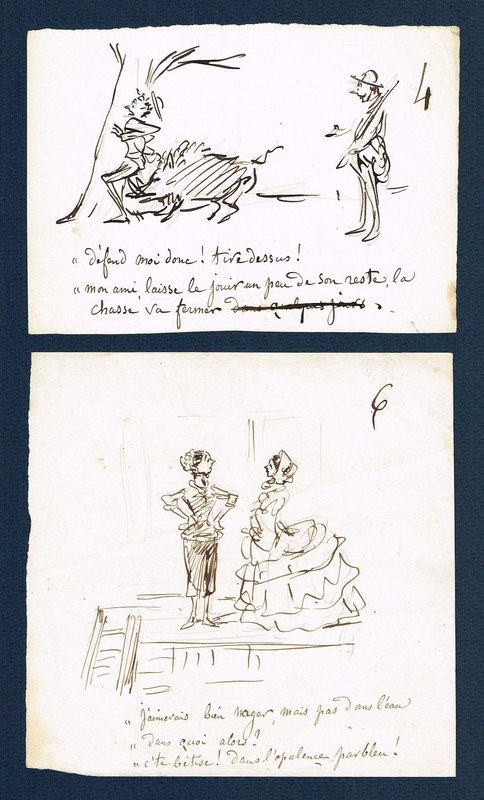 4
" défend moi donc! tire dessus!
" mon ami, laisse le jouir un peu de son reste, la
chasse va fermer dans quelques jours.
6
" J'aimerais bien nager, mais pas dans l'eau
" dans quoi alors?
" c'te bêtise! dans l'opulence, parbleu!